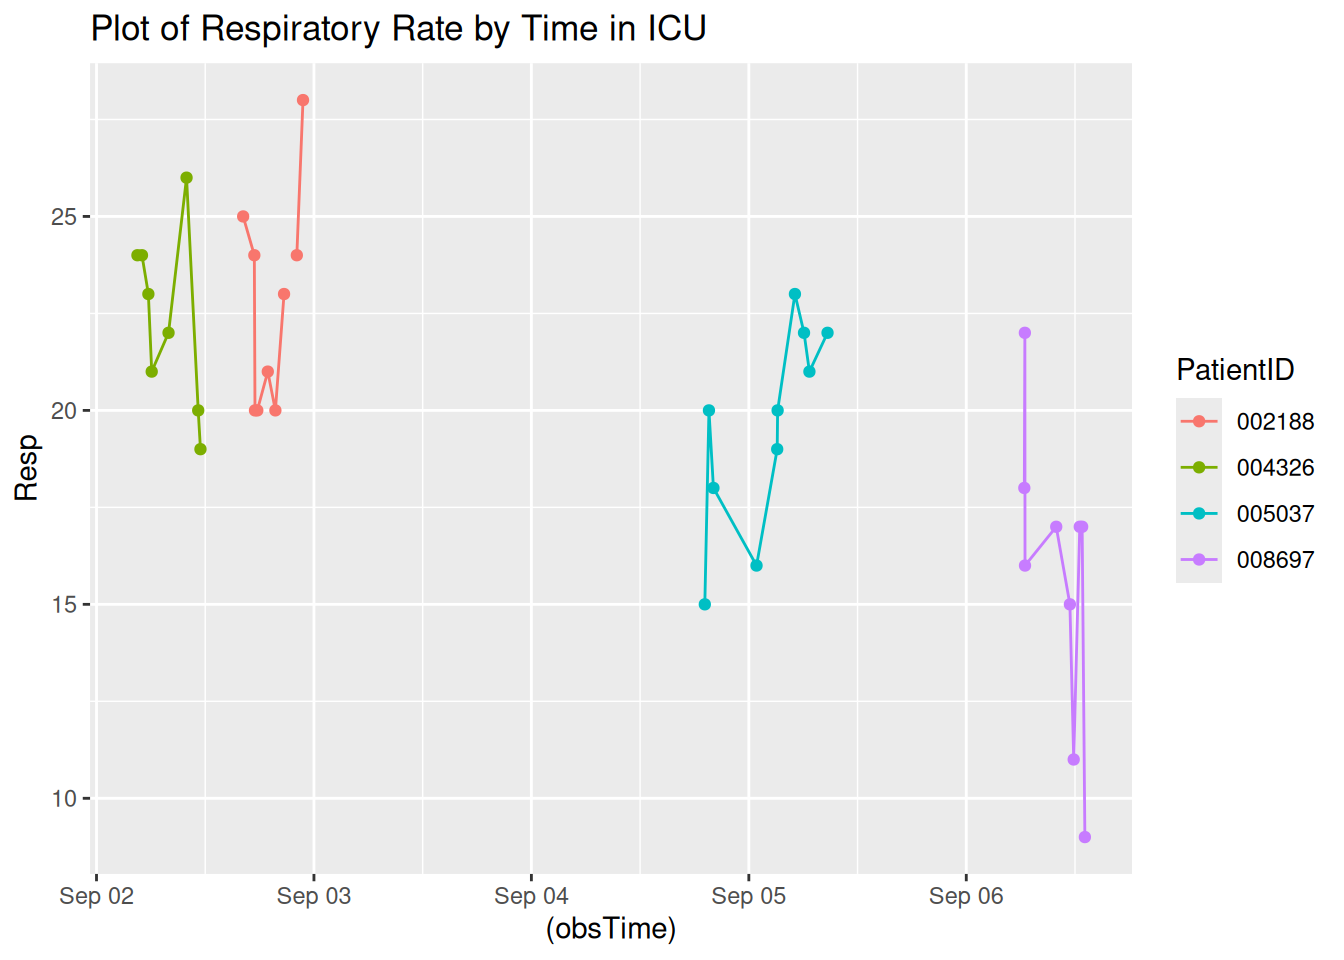 Plot of Respiratory Rate by Time in ICU
25
20
15
10
Resp
Sep 02
Sep 03
Sep 04
Sep 05
Sep 06
(obsTime)
PatientID
002188
004326
005037
008697